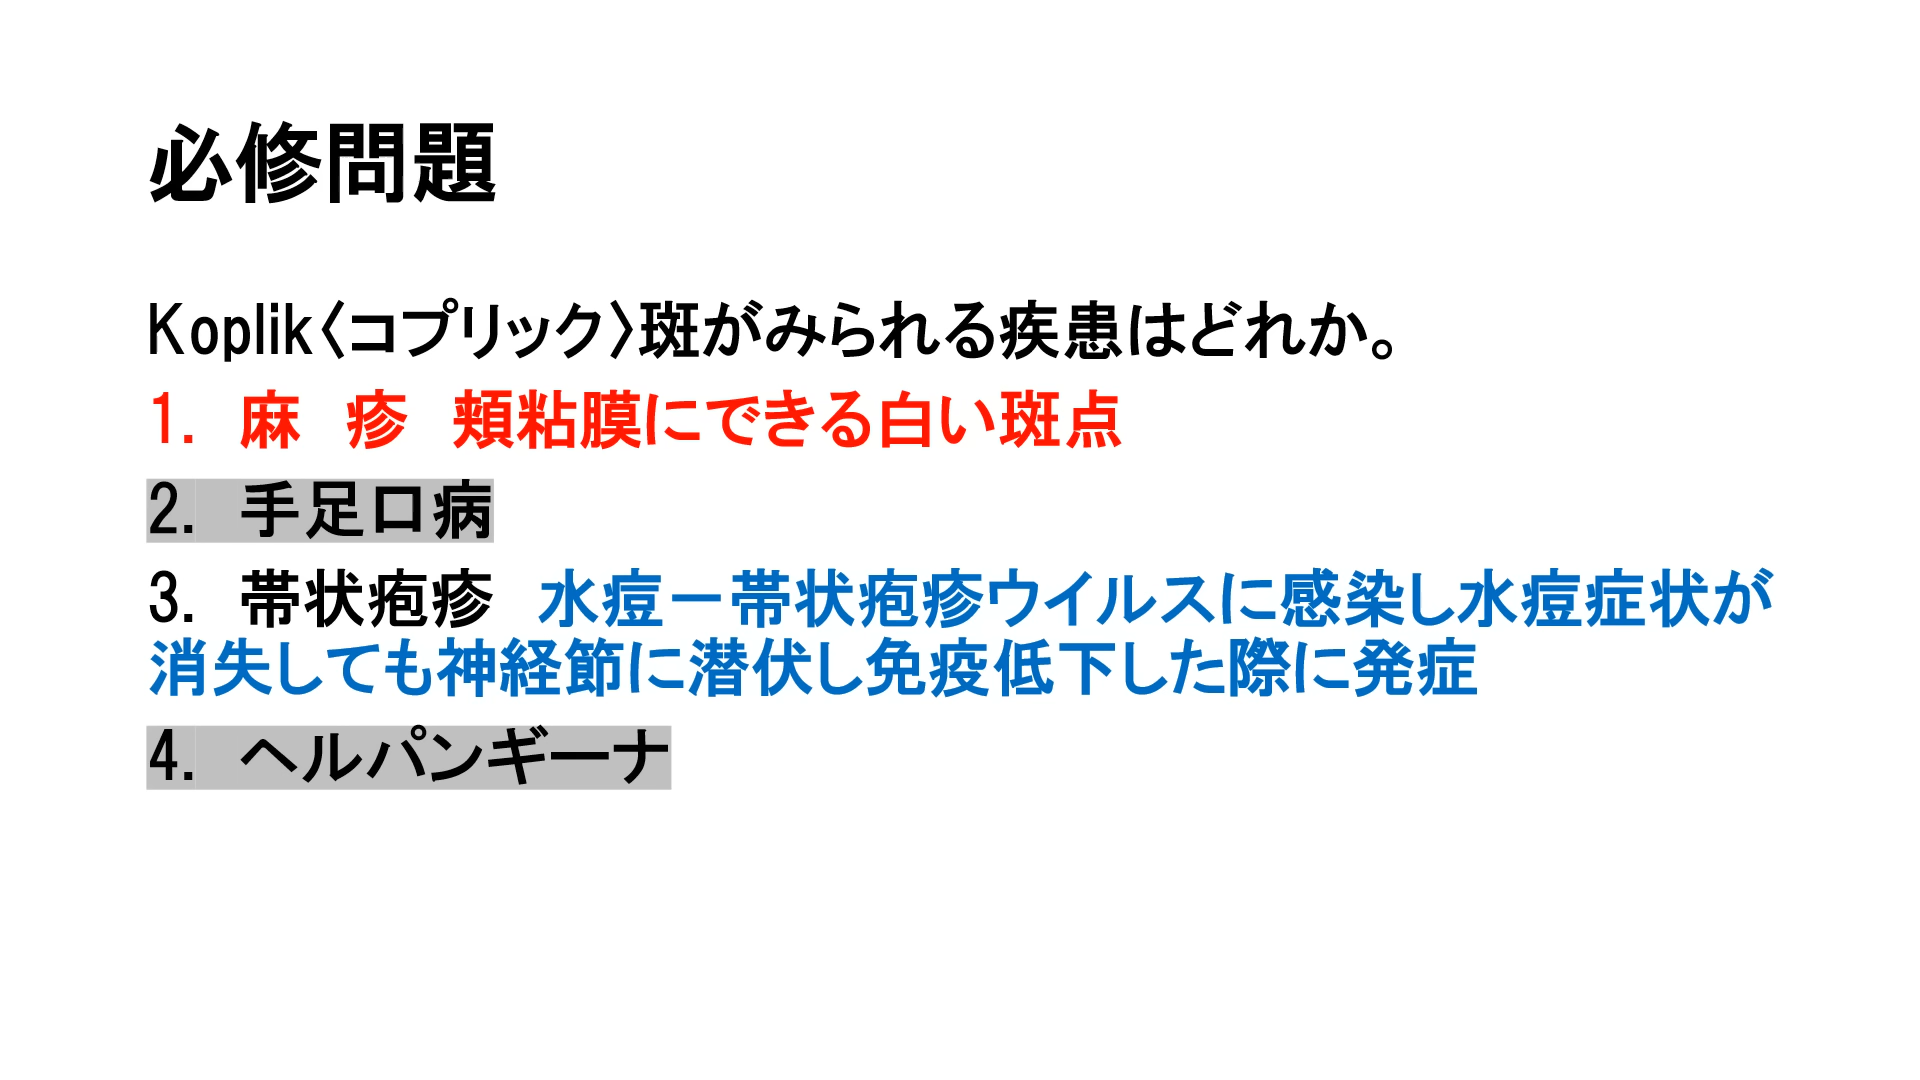 必修問題
Koplik〈コプリック〉斑がみられる疾患はどれか。
1. 麻　疹　頬粘膜にできる白い斑点
2. 手足口病
3. 帯状疱疹　水痘－帯状疱疹ウイルスに感染し水痘症状が
消失しても神経節に潜伏し免疫低下した際に発症
4. ヘルパンギーナ